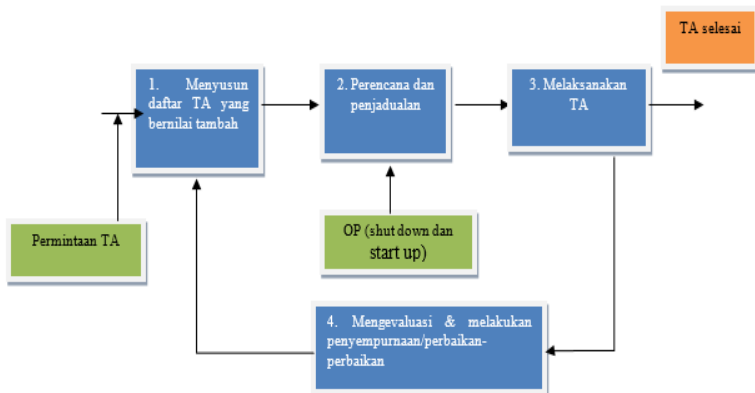 TA selesai
1. Menyusun
daftar TA yang
bernilai tambah
2. Perencana dan
penjadualan
3. Melaksanakan
TA
Permintaan TA
OP (shut down dan
start up)
4. Mengevaluasi & melakukan
penyempurnaan/perbaikan-
perbaikan